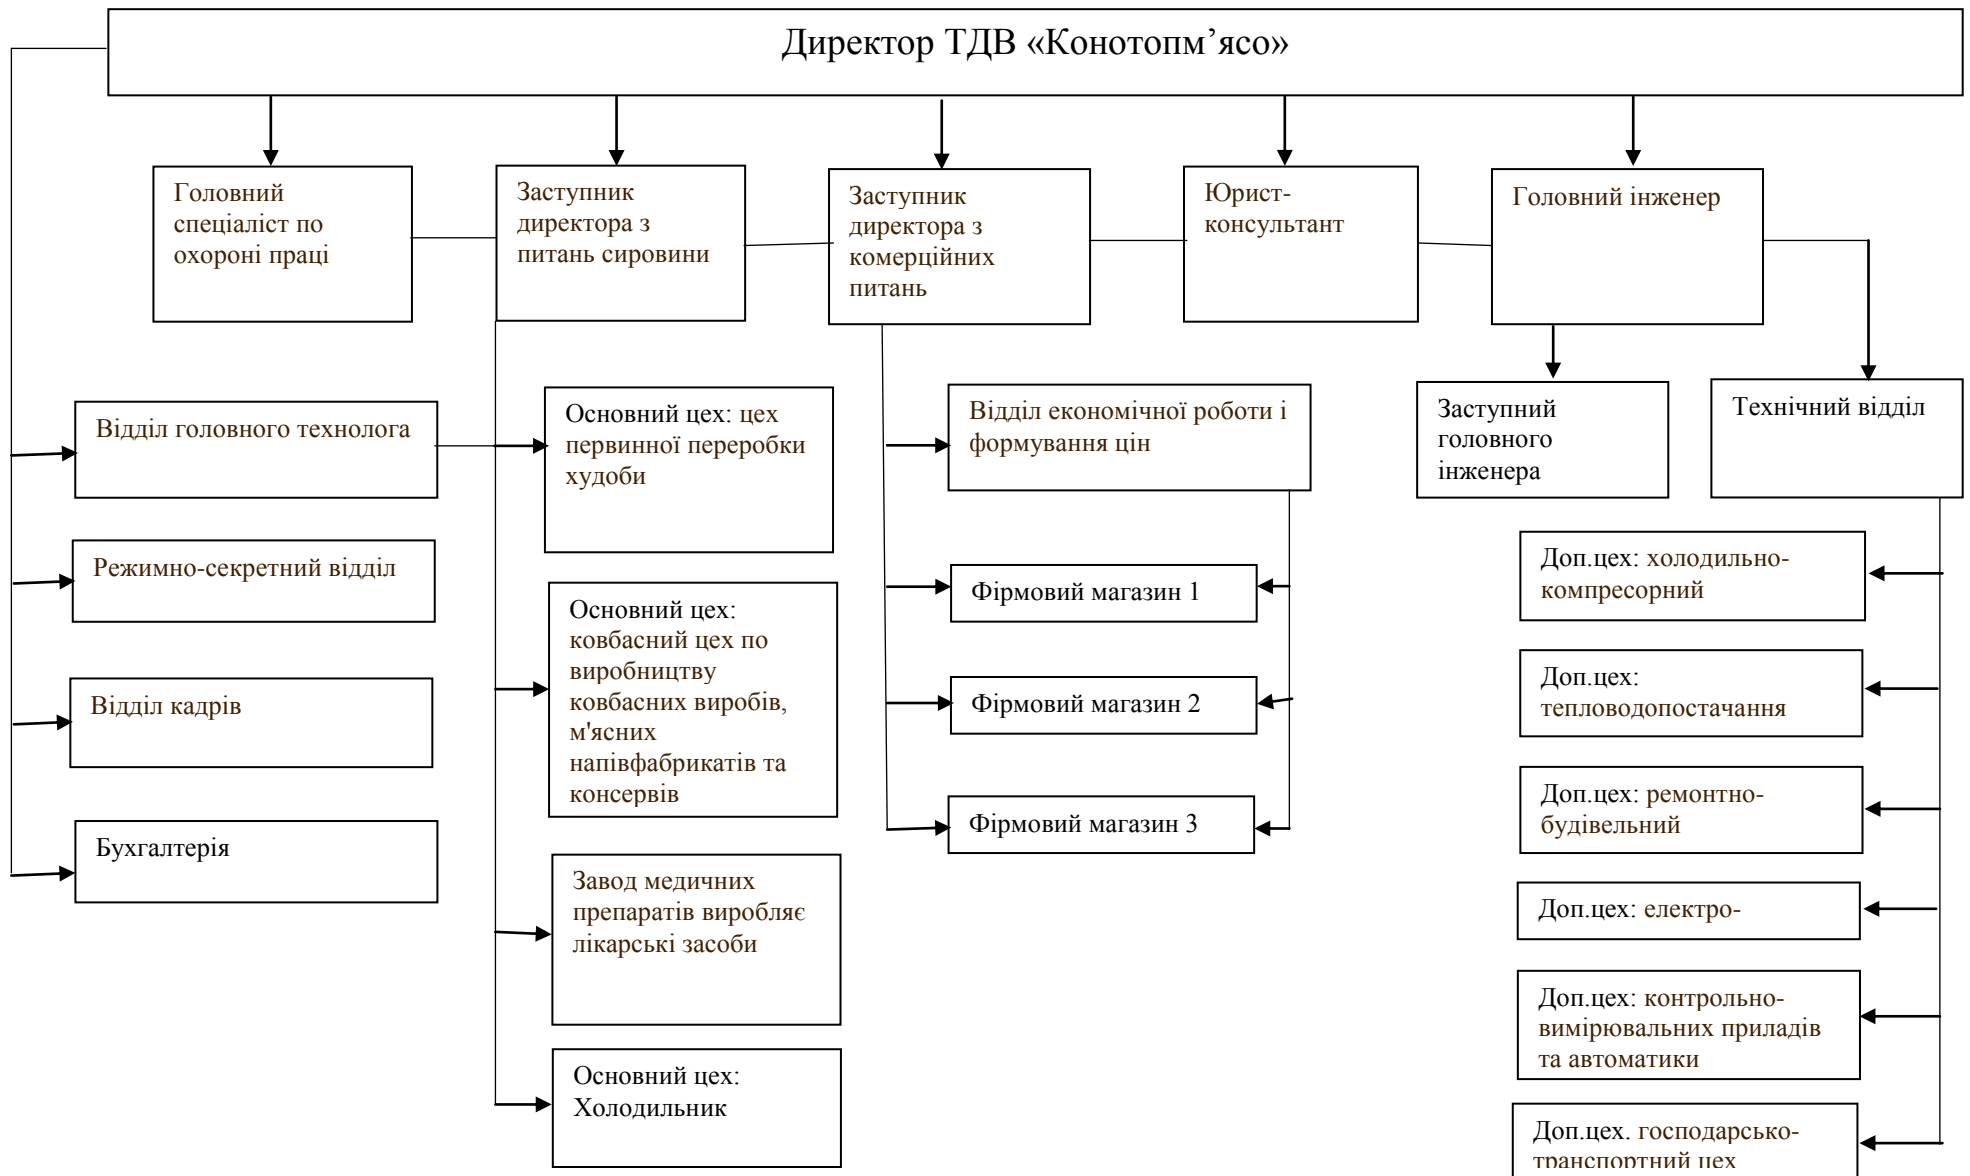 Директор ТДВ «Конотопм’ясо»
Головний
спеціаліст по
охороні праці
Заступник
директора з
питань сировини
Заступник
директора з
комерційних
питань
Юрист-
консультант
Головний інженер
Відділ головного технолога
Режимно-секретний відділ
Відділ кадрів
Бухгалтерія
Основний цех: цех
первинної переробки
худоби
Основний цех:
ковбасний цех по
виробництву
ковбасних виробів,
м'ясних
напівфабрикатів та
консервів
Завод медичних
препаратів виробляє
лікарські засоби
Основний цех:
Холодильник
Відділ економічної роботи і
формування цін
Фірмовий магазин 1
Фірмовий магазин 2
Фірмовий магазин 3
Заступний
головного
інженера
Технічний відділ
Доп.цех: холодильно-
компресорний
Доп.цех:
тепловодопостачання
Доп.цех: ремонтно-
будівельний
Доп.цех: електро-
Доп.цех: контрольно-
вимірювальних приладів
та автоматики
Доп.цех. господарсько-
транспортний цех